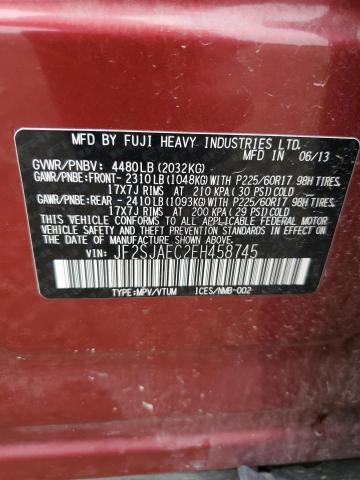 MFD. BY FUJI HEAVY INDUSTRIES LTD.
MFD IN 06/13
GVWR/PNBV: 4480LB (2032KG)
GAWR/PNBE: FRONT- 2310LB (1048KG) WITH P225/60R17 98H TIRES,
17X7J RIMS AT 210 KPA (30 PSI) COLD
GAWR/PNBE: REAR - 2410LB (1093KG) WITH P225/60R17 98H TIRES,
17X7J RIMS AT 200 KPA (29 PSI) COLD
THIS VEHICLE CONFORMS TO ALL APPLICABLE U.S. FEDERAL MOTOR
VEHICLE SAFETY STANDARDS IN EFFECT ON THE DATE OF
MANUFACTURE SHOWN ABOVE.
VIN: JF2SJAEC2EH458745
TYPE:MPV/VTUM ICES/NMB-002